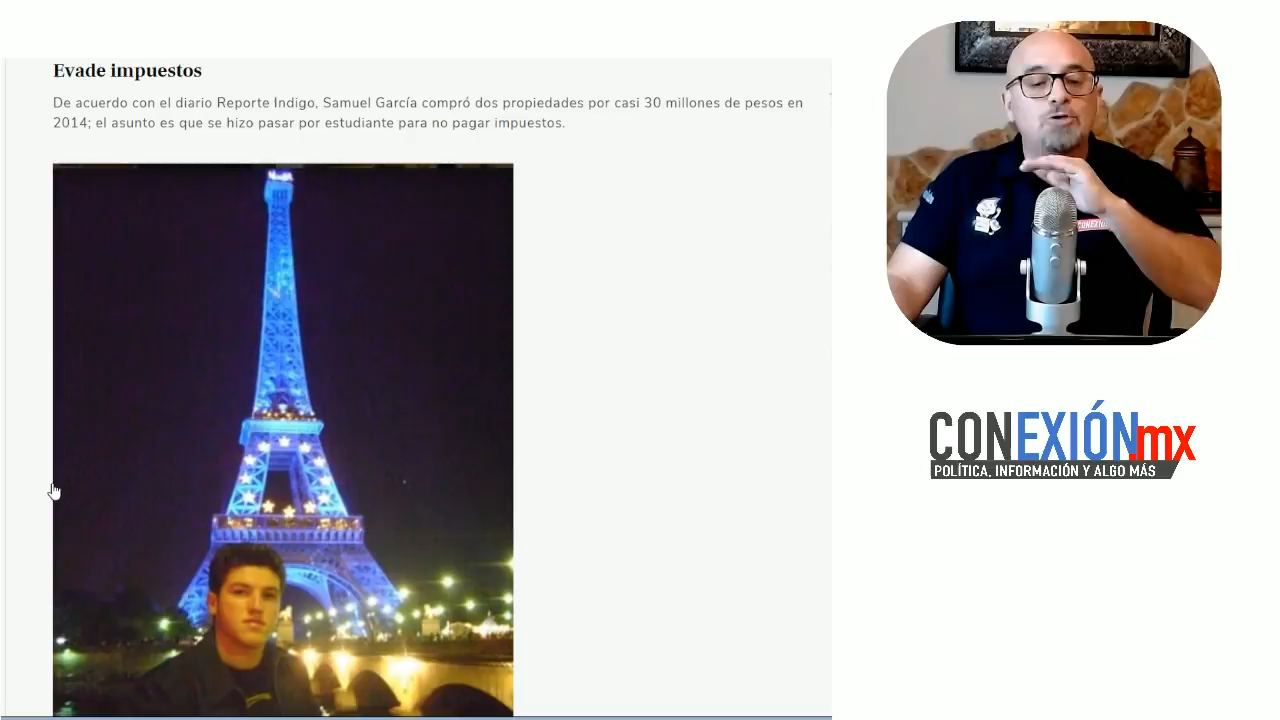 Evade impuestos
De acuerdo con el diario Reporte Indigo, Samuel García compró dos propiedades por casi 30 millones de pesos en
2014; el asunto es que se hizo pasar por estudiante para no pagar impuestos.
CONEXIÓN
CONEXIÓN.mx
POLÍTICA, INFORMACIÓN Y ALGO MÁS